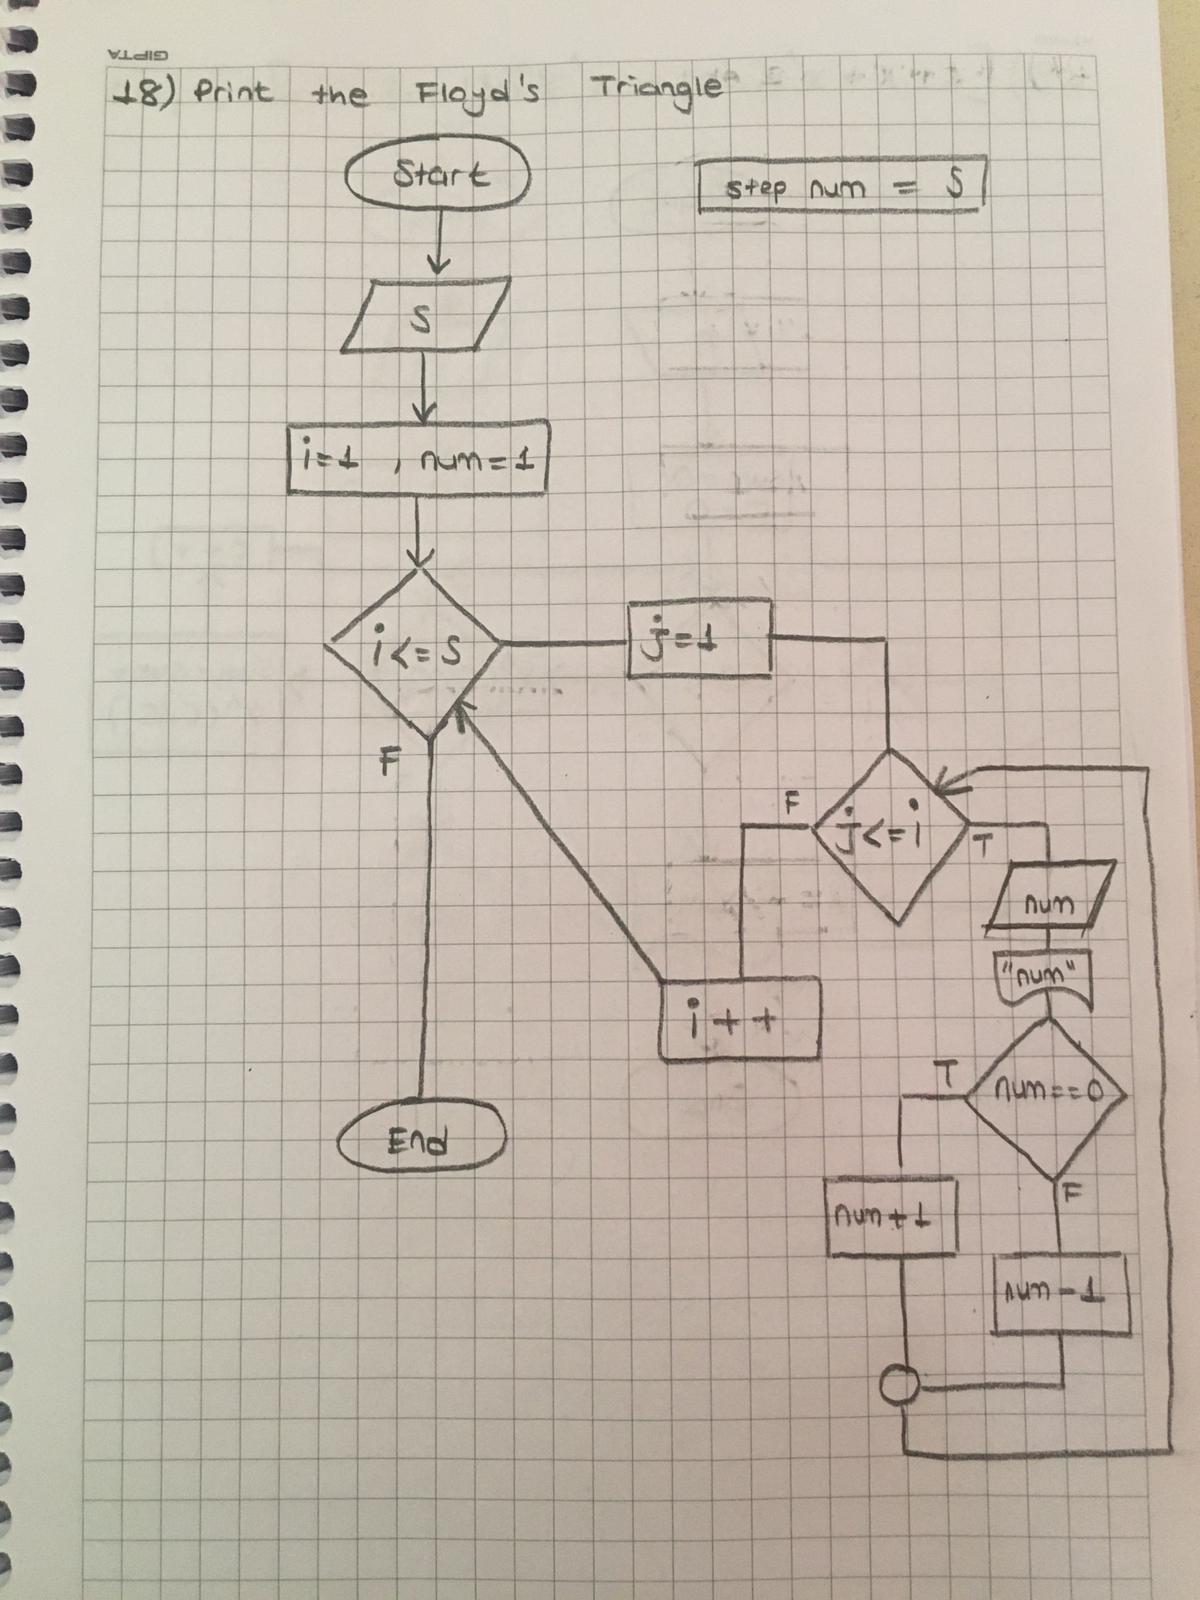 GIPTA
18) Print the Floyd's Triangle
Start
step num = S
S
i=1 , num=1
i<=S
j=1
F
F
j<=i
T
num
"num"
i++
T
num==0
End
F
num+1
num-1